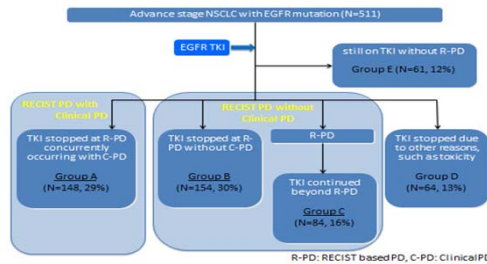 Advance stage NSCLC with EGFR mutation (N=511)
EGFR TKI
still on TKI without R-PD
Group E (N=61, 12%)
RECIST PD with
Clinical PD
RECIST PD without
Clinical PD
TKI stopped at R-PD
concurrently
occurring with C-PD
Group A
(N=148, 29%)
TKI stopped at R-
PD without C-PD
Group B
(N=154, 30%)
R-PD
TKI continued
beyond R-PD
Group C
(N=84, 16%)
TKI stopped due
to other reasons,
such as toxicity
Group D
(N=64, 13%)
R-PD: RECIST based PD, C-PD: Clinical PD